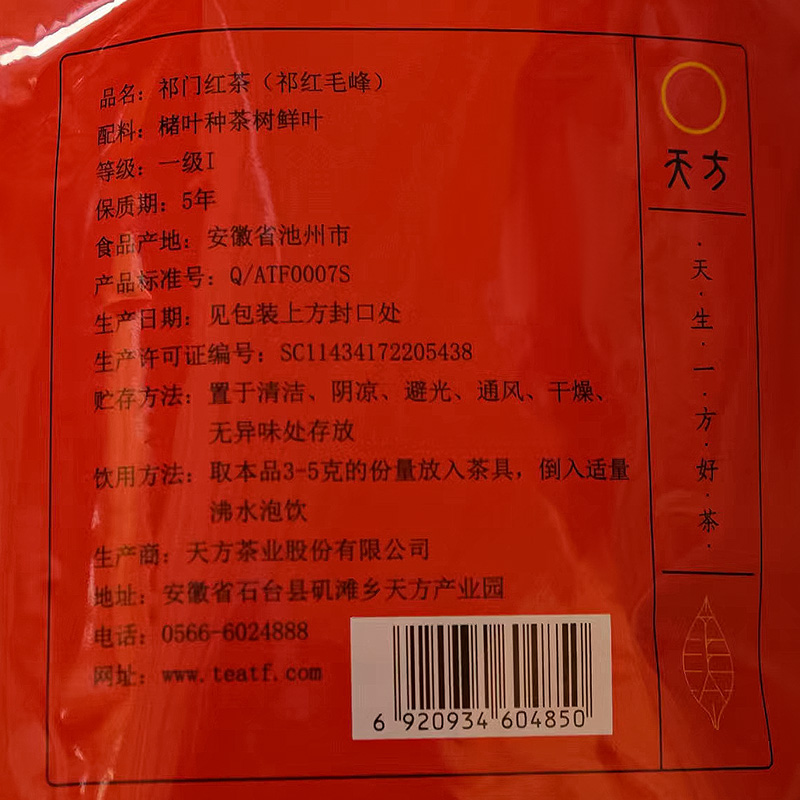 品名：祁门红茶（祁红毛峰）
配料：槠叶种茶树鲜叶
等级：一级I
保质期：5年
食品产地：安徽省池州市
产品标准号：Q/ATF0007S
生产日期：见包装上方封口处
生产许可证编号：SC11434172205438
贮存方法：置于清洁、阴凉、避光、通风、干燥、
无异味处存放
饮用方法：取本品3-5克的份量放入茶具，倒入适量
沸水泡饮
生产商：天方茶业股份有限公司
地址：安徽省石台县矶滩乡天方产业园
电话：0566-6024888
网址：www.teatf.com
6 920934 604850
天方
·天·生·一·方·好·茶·